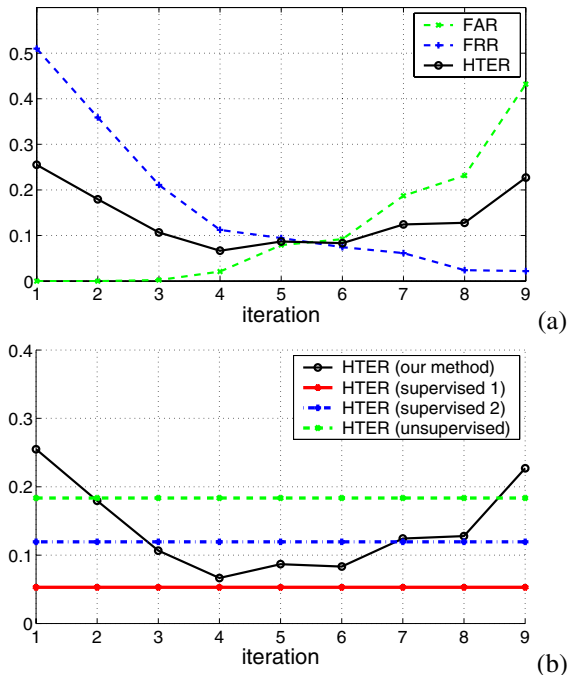 FAR
FRR
HTER
0.5
0.4
0.3
0.2
0.1
0
1 2 3 4 5 6 7 8 9
iteration
(a)
0.4
HTER (our method)
HTER (supervised 1)
HTER (supervised 2)
HTER (unsupervised)
0.3
0.2
0.1
0
1 2 3 4 5 6 7 8 9
iteration
(b)